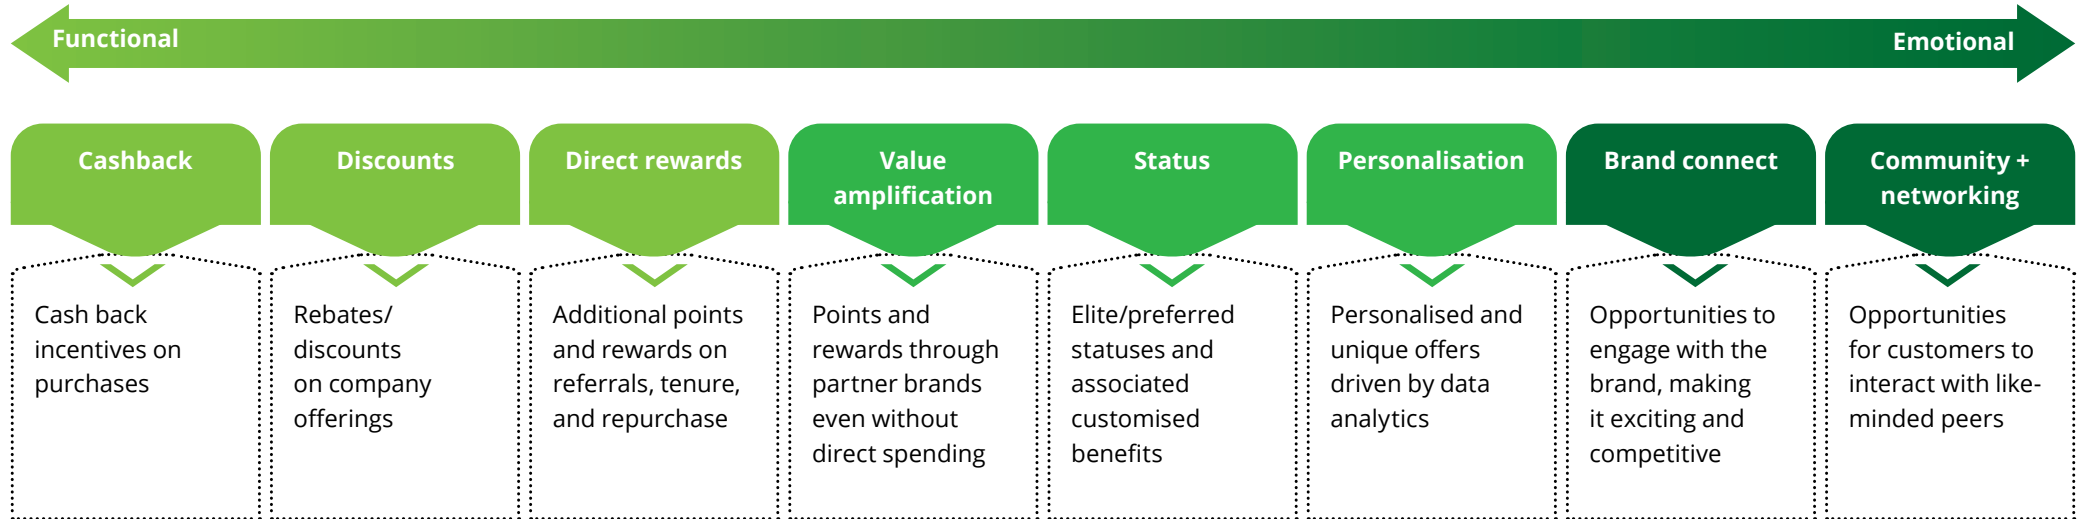 Functional
Emotional
Cashback
Discounts
Direct rewards
Value
amplification
Status
Personalisation
Brand connect
Community +
networking
Cash back
incentives on
purchases
Rebates/
discounts
on company
offerings
Additional points
and rewards on
referrals, tenure,
and repurchase
Points and
rewards through
partner brands
even without
direct spending
Elite/preferred
statuses and
associated
customised
benefits
Personalised and
unique offers
driven by data
analytics
Opportunities to
engage with the
brand, making
it exciting and
competitive
Opportunities
for customers to
interact with like-
minded peers